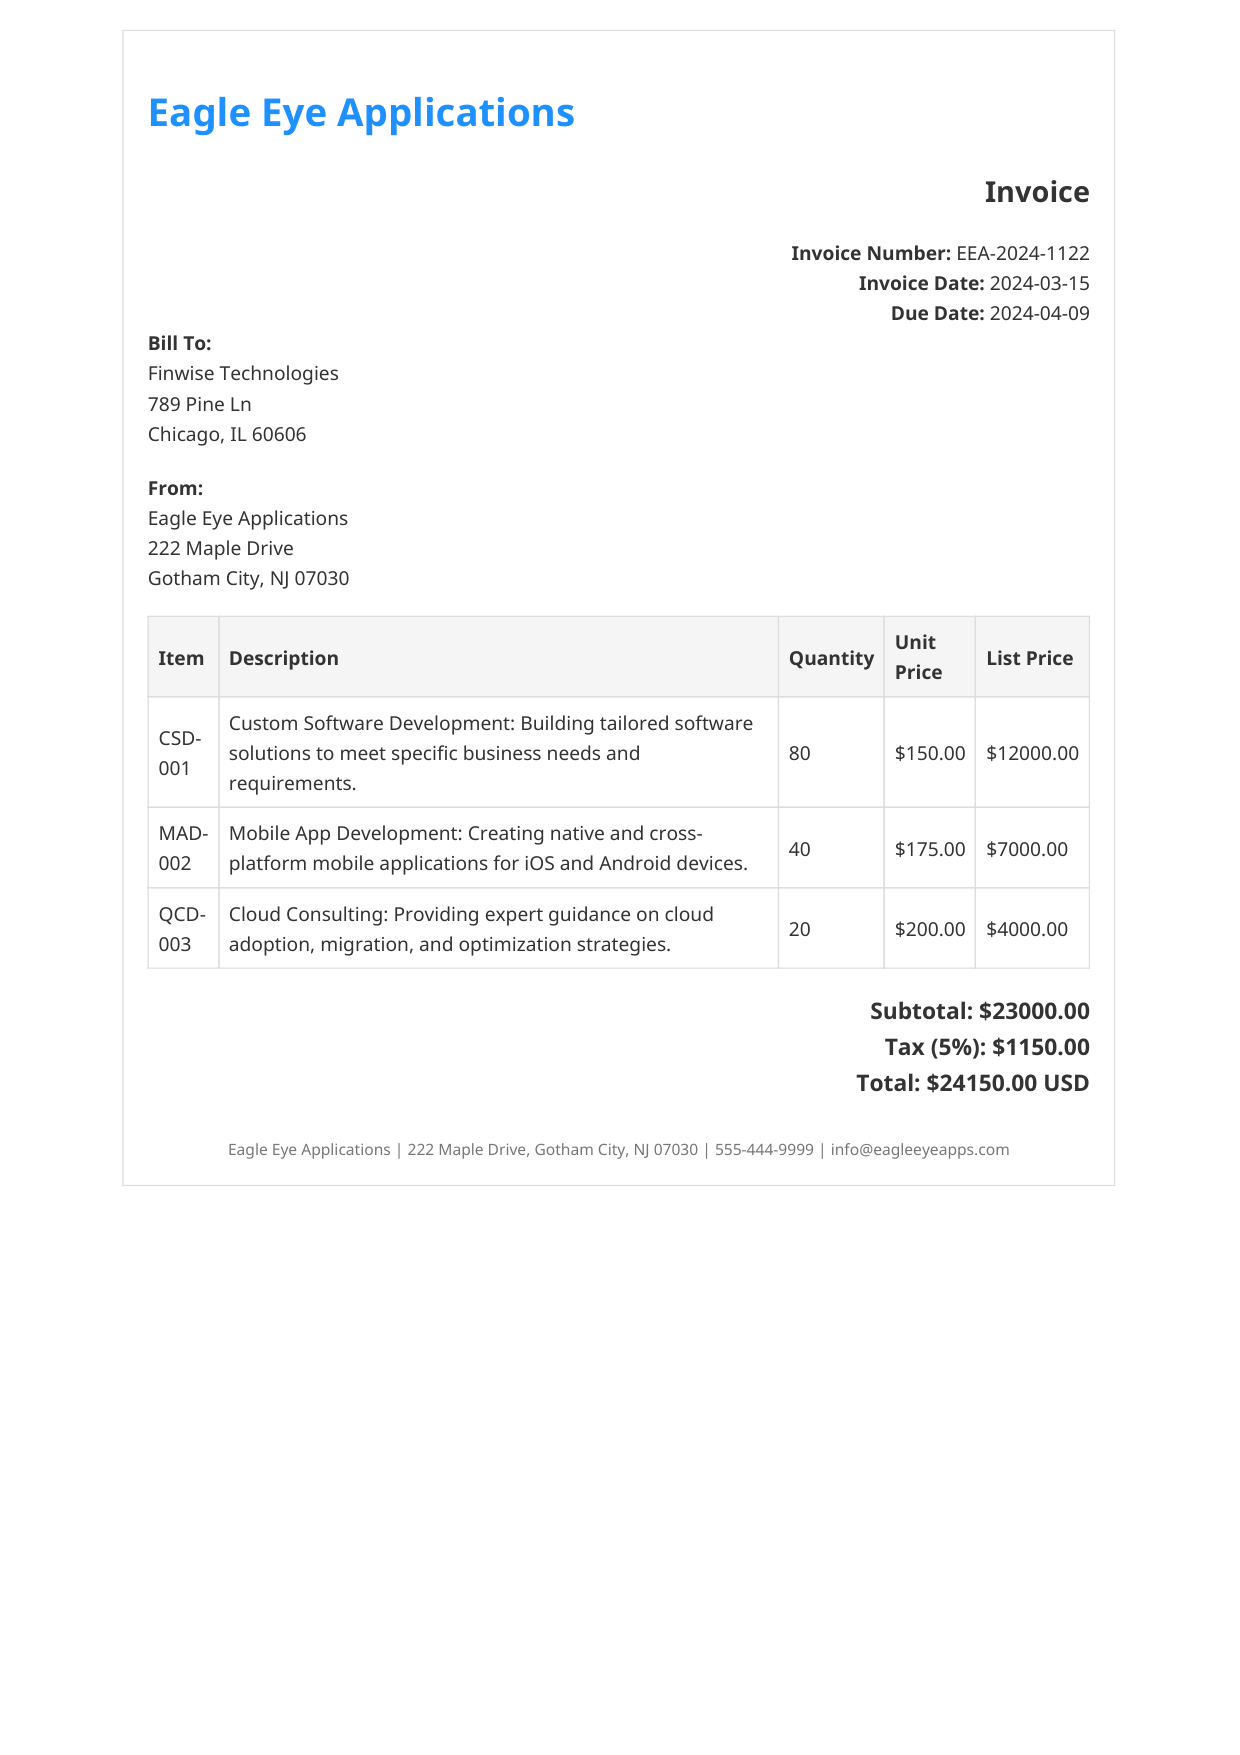 Eagle Eye Applications
Invoice
Invoice Number: EEA-2024-1122
Invoice Date: 2024-03-15
Due Date: 2024-04-09
Bill To:
Finwise Technologies
789 Pine Ln
Chicago, IL 60606
From:
Eagle Eye Applications
222 Maple Drive
Gotham City, NJ 07030
Item Description Quantity Unit Price List Price
CSD-001 Custom Software Development: Building tailored software solutions to meet specific business needs and requirements. 80 $150.00 $12000.00
MAD-002 Mobile App Development: Creating native and cross-platform mobile applications for iOS and Android devices. 40 $175.00 $7000.00
QCD-003 Cloud Consulting: Providing expert guidance on cloud adoption, migration, and optimization strategies. 20 $200.00 $4000.00
Subtotal: $23000.00
Tax (5%): $1150.00
Total: $24150.00 USD
Eagle Eye Applications | 222 Maple Drive, Gotham City, NJ 07030 | 555-444-9999 | info@eagleeyeapps.com